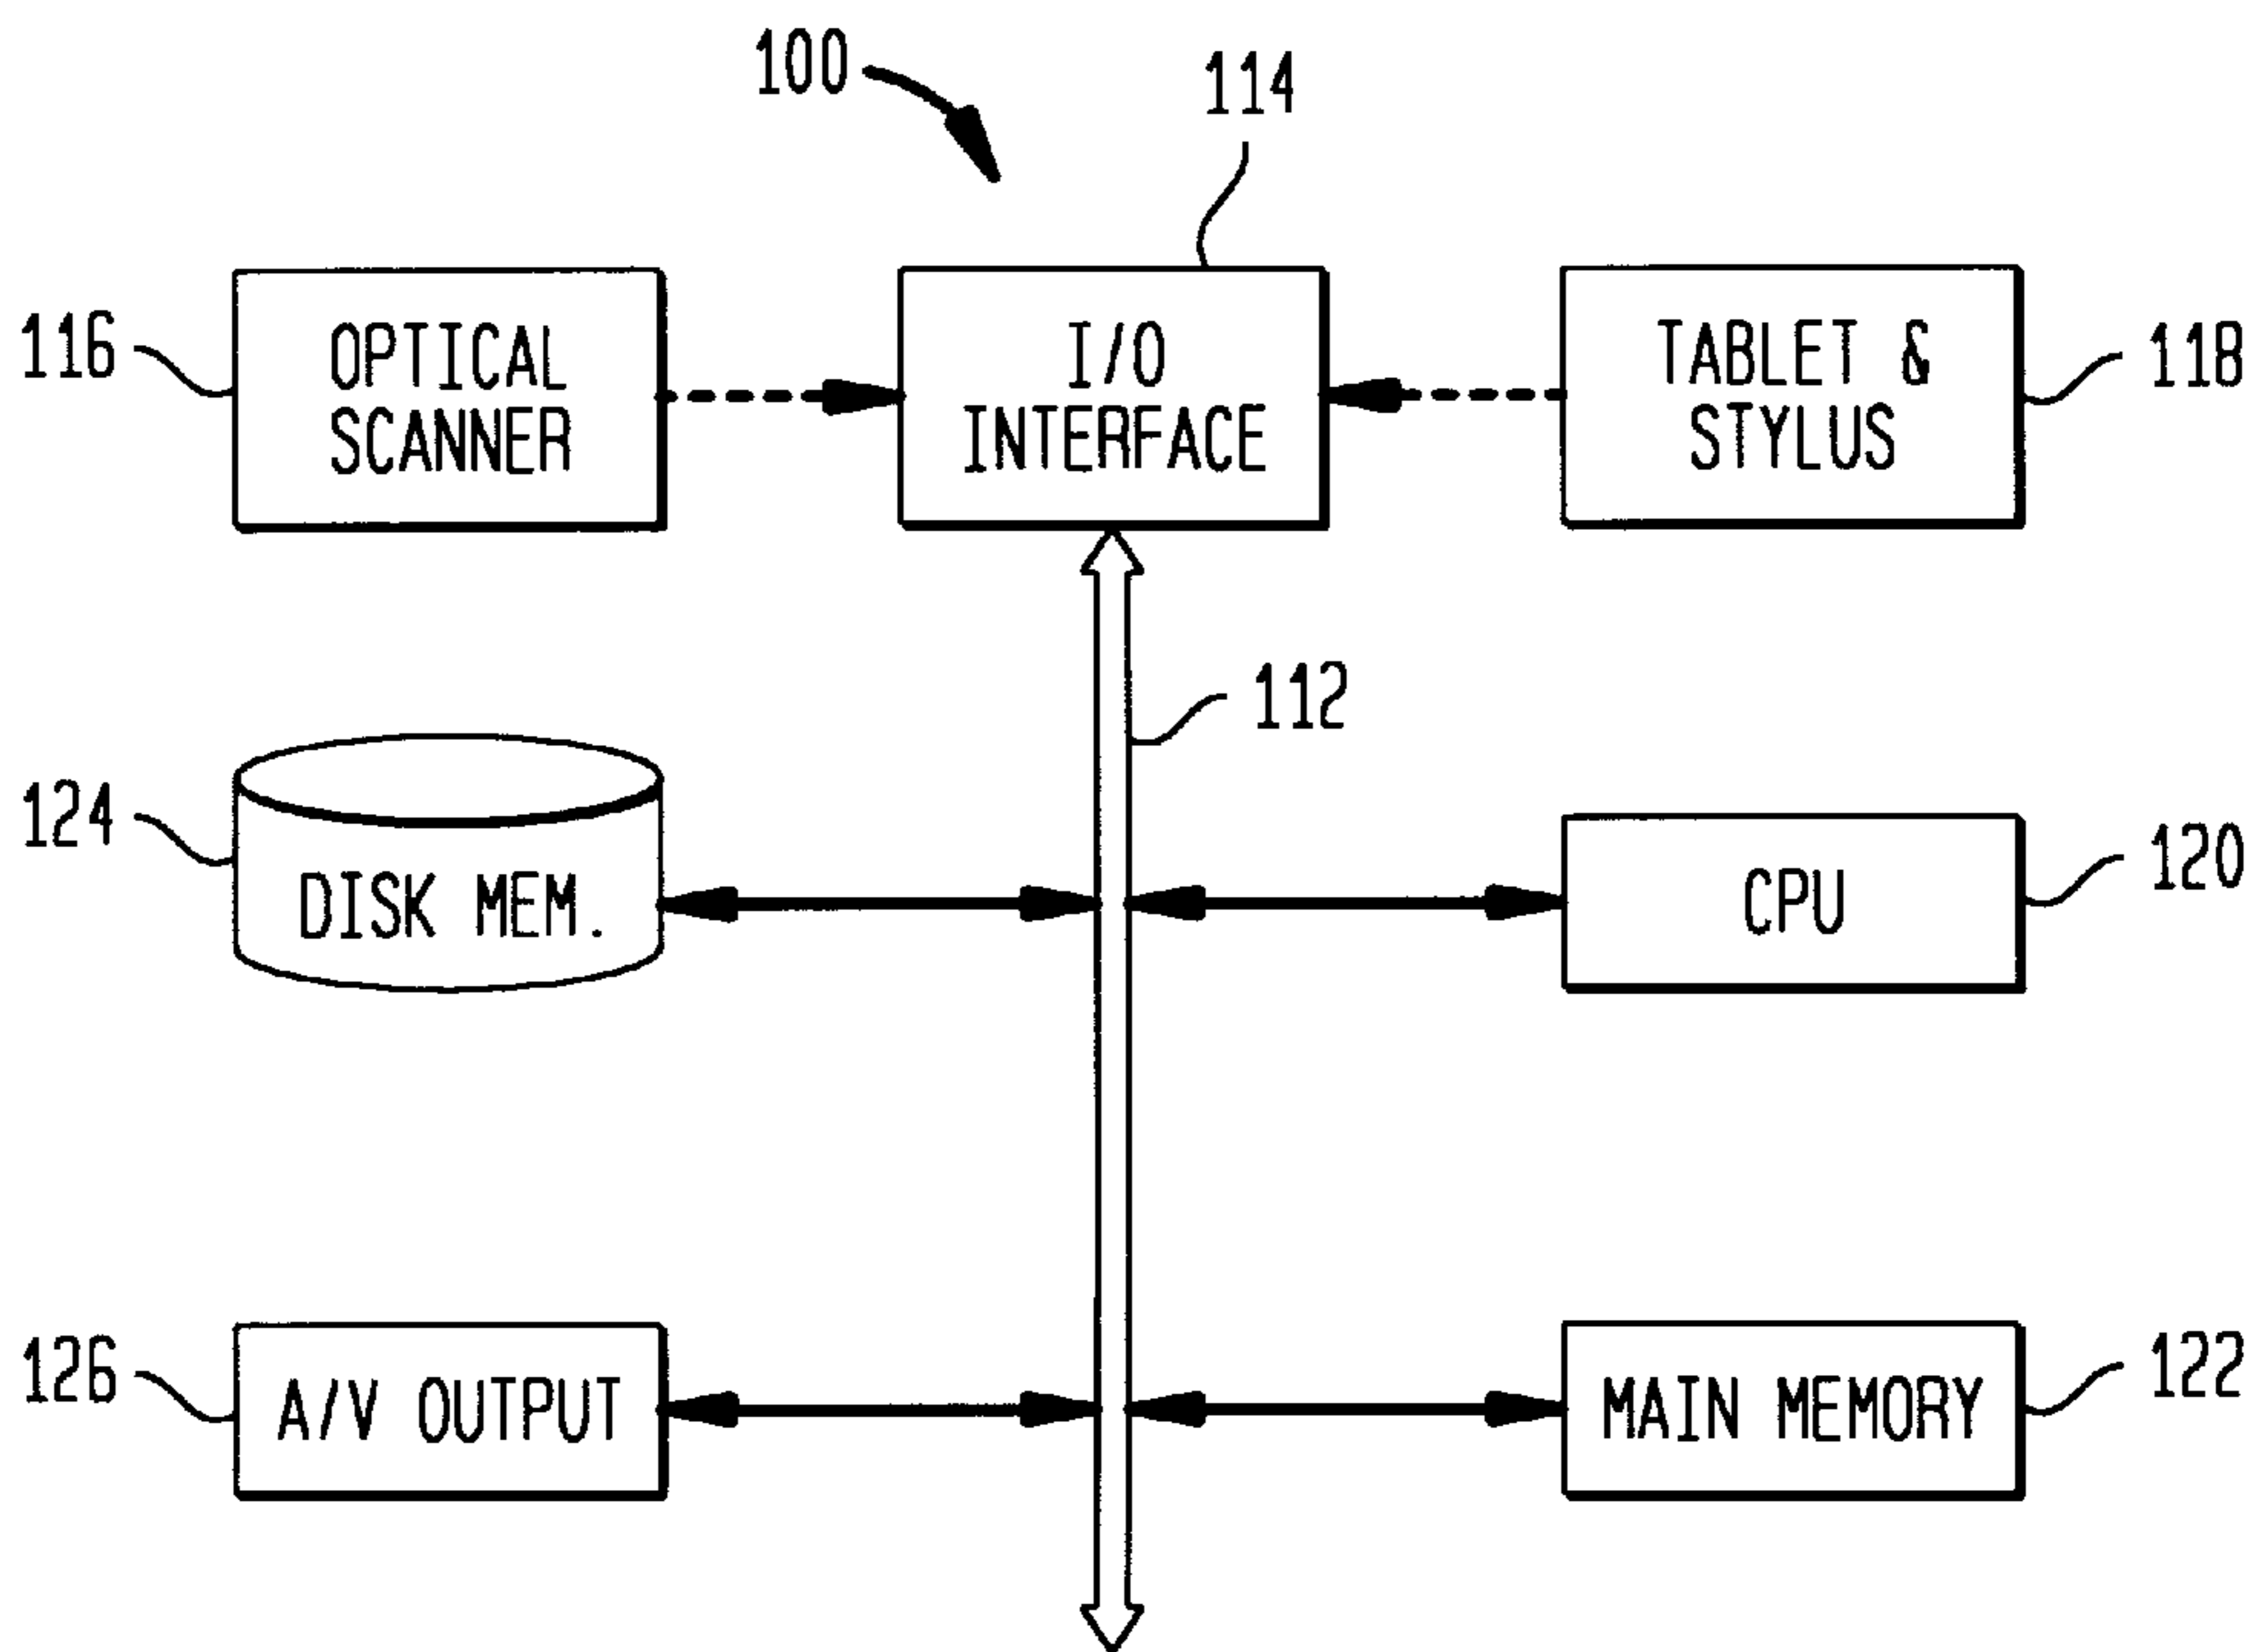 100
114
116
OPTICAL
SCANNER
I/O
INTERFACE
TABLET &
STYLUS
118
112
124
DISK MEM.
CPU
120
126
A/V OUTPUT
MAIN MEMORY
122